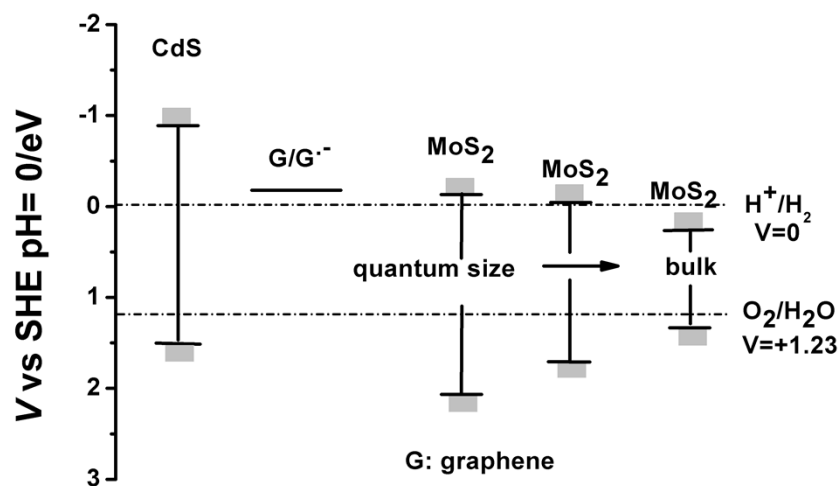 V vs SHE pH= 0/eV
-2
-1
0
1
2
3
CdS
G/G·-
MoS2
MoS2
MoS2
H+/H2
V=0
quantum size
bulk
O2/H2O
V=+1.23
G: graphene